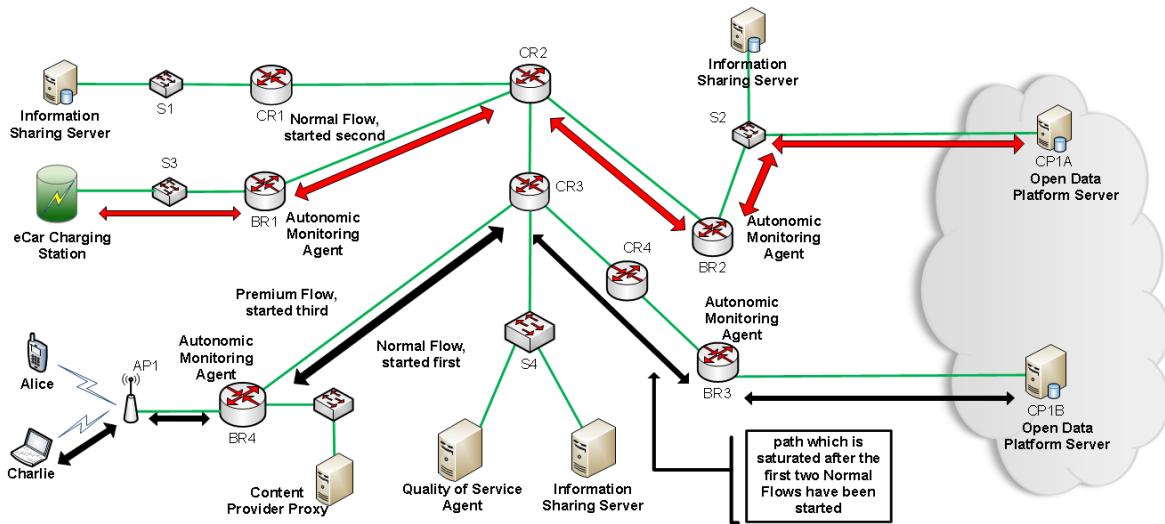 CR2
Information
Sharing Server
S1
CR1
Normal Flow,
started second
Information
Sharing Server
S2
CP1A
Open Data
Platform Server
S3
eCar Charging
Station
BR1
Autonomic
Monitoring
Agent
CR3
BR2
Autonomic
Monitoring
Agent
CR4
Premium Flow,
started third
Normal Flow,
started first
Autonomic
Monitoring
Agent
BR3
Alice
AP1
Autonomic
Monitoring
Agent
BR4
Charlie
S4
CP1B
Open Data
Platform Server
Content
Provider Proxy
Quality of Service
Agent
Information
Sharing Server
path which is
saturated after the
first two Normal
Flows have been
started